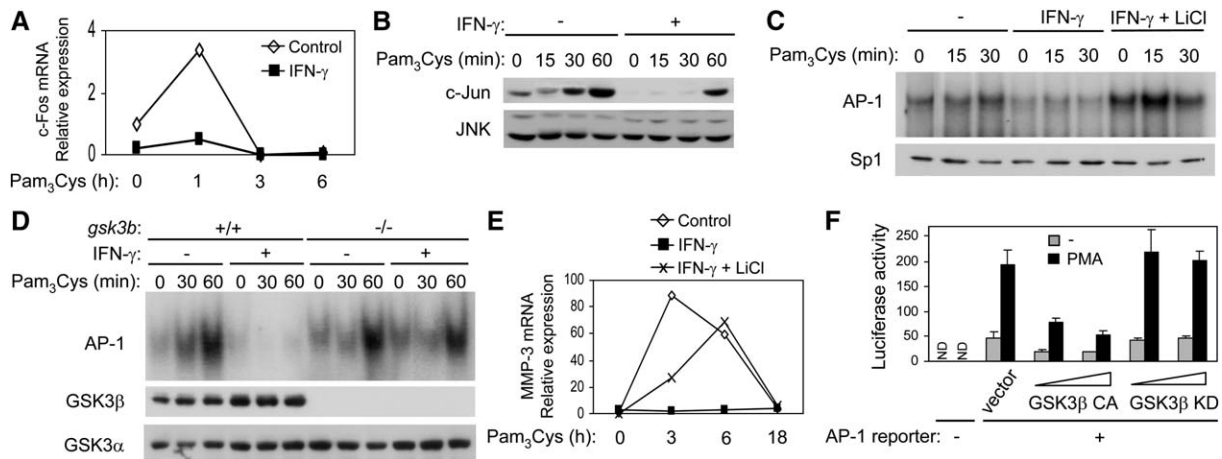 A
c-Fos mRNA
Relative expression
4
2
0
Control
IFN-γ
Pam₃Cys (h): 0 1 3 6
B
IFN-γ: - +
Pam₃Cys (min): 0 15 30 60 0 15 30 60
c-Jun
JNK
C
- IFN-γ IFN-γ + LiCl
Pam₃Cys (min): 0 15 30 0 15 30 0 15 30
AP-1
Sp1
D
gsk3b: +/+ -/-
IFN-γ: - + - +
Pam₃Cys (min): 0 30 60 0 30 60 0 30 60 0 30 60
AP-1
GSK3β
GSK3α
E
Control
IFN-γ
IFN-γ + LiCl
MMP-3 mRNA
Relative expression
100
80
60
40
20
0
Pam₃Cys (h): 0 3 6 18
F
Luciferase activity
250
200
150
100
50
0
-
PMA
ND ND
vector
GSK3β CA GSK3β KD
AP-1 reporter: - +